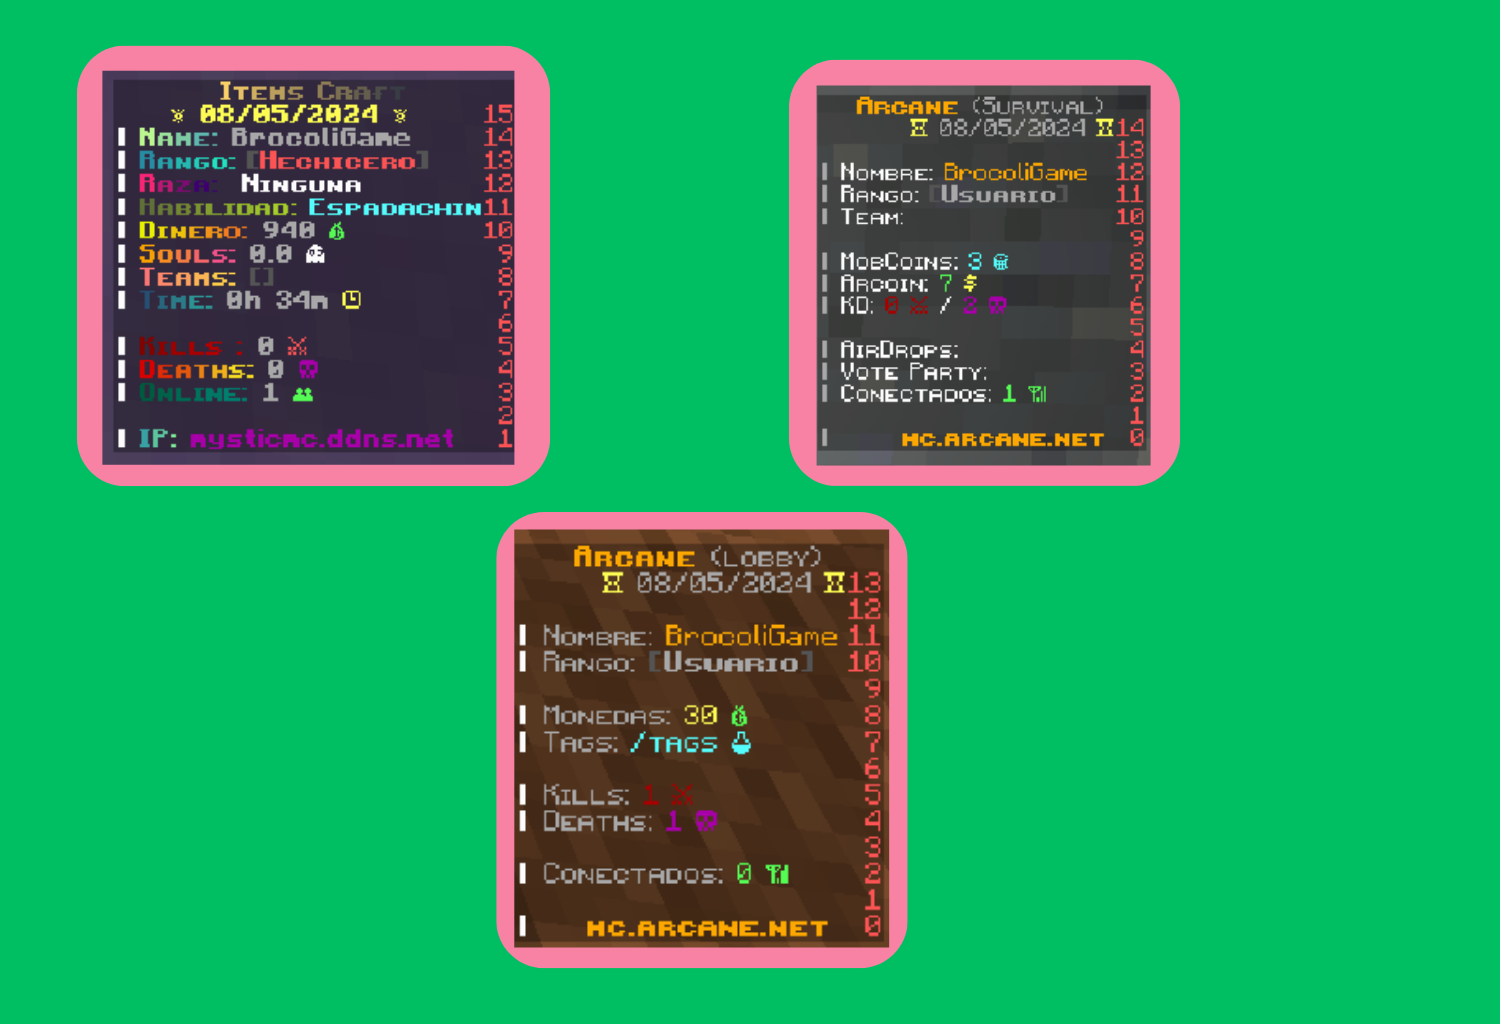 Items Craft
08/05/2024 15
Name: BrocoliGame 14
Rango: [Hechicero] 13
Raza: Ninguna 12
Habilidad: Espadachin 11
Dinero: 940 10
Souls: 0.0 9
Teams: [] 8
Time: 0h 34m 7
6
Kills : 0 5
Deaths: 0 4
Online: 1 3
2
IP: mysticmc.ddns.net 1
Arcane (Survival)
08/05/2024 14
13
Nombre: BrocoliGame 12
Rango: [Usuario] 11
Team: 10
9
MobCoins: 3 8
Arcoin: 7 7
KD: 0 / 3 6
5
AirDrops: 4
Vote Party: 3
Conectados: 1 2
1
mc.arcane.net 0
Arcane (lobby)
08/05/2024 13
12
Nombre: BrocoliGame 11
Rango: [Usuario] 10
9
Monedas: 30 8
Tags: /tags 7
6
Kills: 1 5
Deaths: 1 4
3
Conectados: 0 2
1
mc.arcane.net 0